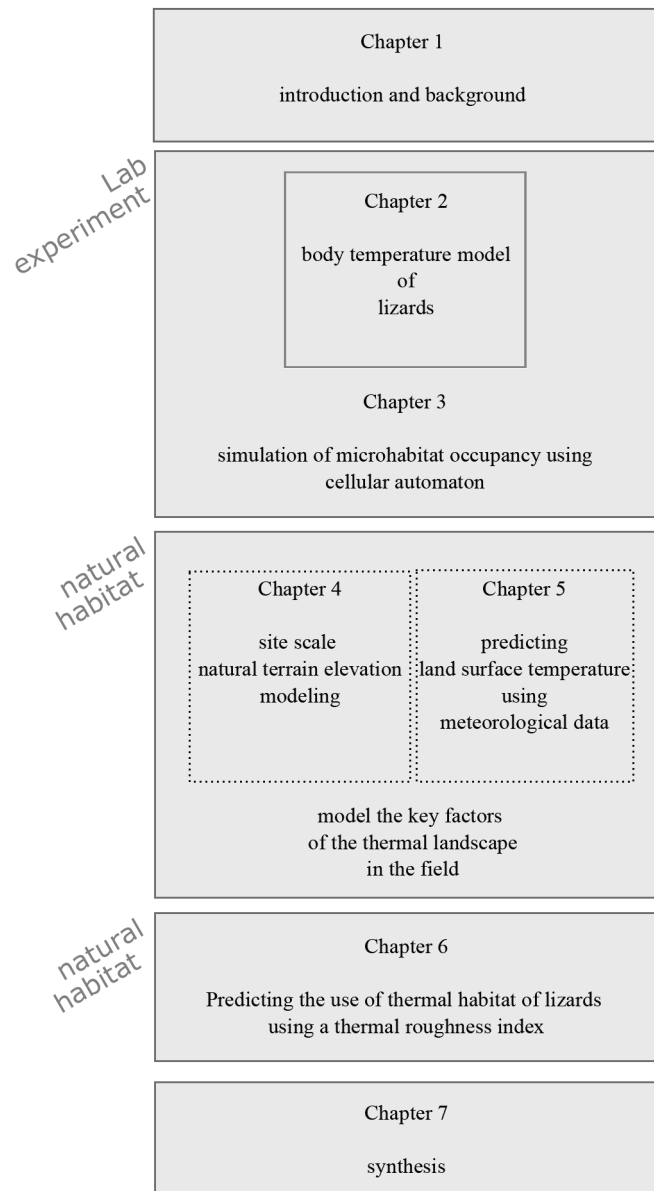 Chapter 1
introduction and background
Lab
experiment
Chapter 2
body temperature model
of
lizards
Chapter 3
simulation of microhabitat occupancy using
cellular automaton
natural
habitat
Chapter 4
site scale
natural terrain elevation
modeling
Chapter 5
predicting
land surface temperature
using
meteorological data
model the key factors
of the thermal landscape
in the field
natural
habitat
Chapter 6
Predicting the use of thermal habitat of lizards
using a thermal roughness index
Chapter 7
synthesis